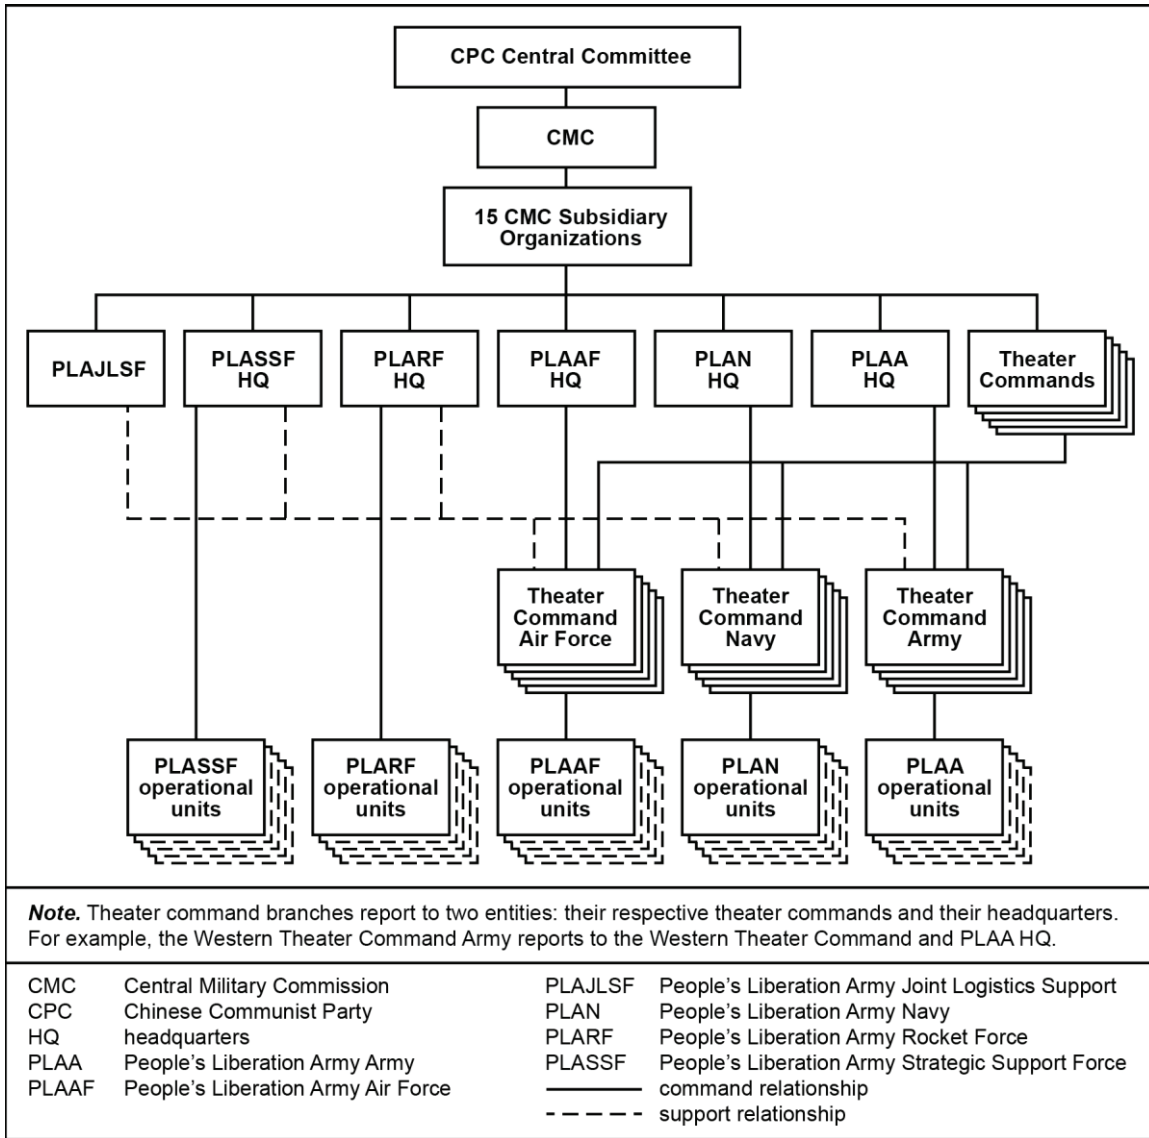 CPC Central Committee
CMC
15 CMC Subsidiary
Organizations
PLAJLSF
PLASSF
HQ
PLARF
HQ
PLAAF
HQ
PLAN
HQ
PLAA
HQ
Theater
Commands
Theater
Command
Air Force
Theater
Command
Navy
Theater
Command
Army
PLASSF
operational
units
PLARF
operational
units
PLAAF
operational
units
PLAN
operational
units
PLAA
operational
units
Note. Theater command branches report to two entities: their respective theater commands and their headquarters.
For example, the Western Theater Command Army reports to the Western Theater Command and PLAA HQ.
CMC Central Military Commission
CPC Chinese Communist Party
HQ headquarters
PLAA People's Liberation Army Army
PLAAF People's Liberation Army Air Force
PLAJLSF People's Liberation Army Joint Logistics Support
PLAN People's Liberation Army Navy
PLARF People's Liberation Army Rocket Force
PLASSF People's Liberation Army Strategic Support Force
command relationship
support relationship